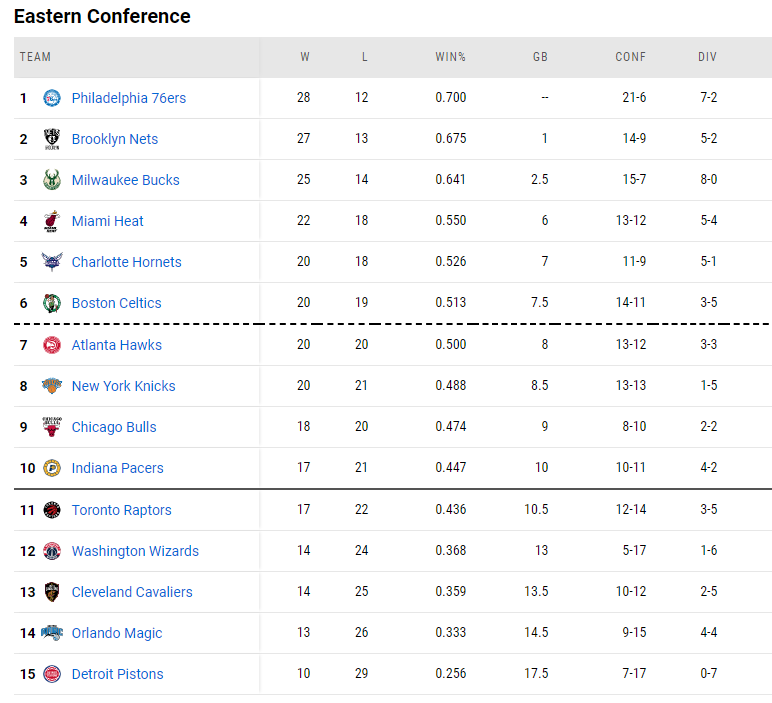 Eastern Conference
TEAM W L WIN% GB CONF DIV
1 Philadelphia 76ers 28 12 0.700 -- 21-6 7-2
2 Brooklyn Nets 27 13 0.675 1 14-9 5-2
3 Milwaukee Bucks 25 14 0.641 2.5 15-7 8-0
4 Miami Heat 22 18 0.550 6 13-12 5-4
5 Charlotte Hornets 20 18 0.526 7 11-9 5-1
6 Boston Celtics 20 19 0.513 7.5 14-11 3-5
7 Atlanta Hawks 20 20 0.500 8 13-12 3-3
8 New York Knicks 20 21 0.488 8.5 13-13 1-5
9 Chicago Bulls 18 20 0.474 9 8-10 2-2
10 Indiana Pacers 17 21 0.447 10 10-11 4-2
11 Toronto Raptors 17 22 0.436 10.5 12-14 3-5
12 Washington Wizards 14 24 0.368 13 5-17 1-6
13 Cleveland Cavaliers 14 25 0.359 13.5 10-12 2-5
14 Orlando Magic 13 26 0.333 14.5 9-15 4-4
15 Detroit Pistons 10 29 0.256 17.5 7-17 0-7